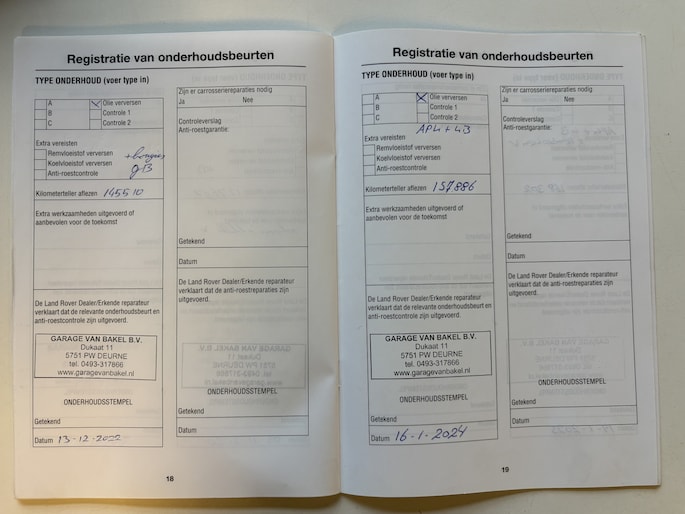 Registratie van onderhoudsbeurten
TYPE ONDERHOUD (voer type in)
A
Olie verversen
B
Controle 1
C
Controle 2
Extra vereisten
Remvloeistof verversen
Koelvloeistof verversen
Anti-roestcontrole
+bougies
Kilometerteller aflezen 145510
Extra werkzaamheden uitgevoerd of
aanbevolen voor de toekomst
De Land Rover Dealer/Erkende reparateur
verklaart dat de relevante onderhoudsbeurt en
anti-roestcontrole zijn uitgevoerd.
GARAGE VAN BAKEL B.V.
Dukaat 11
5751 PW DEURNE
tel. 0493-317866
www.garagevanbakel.nl
ONDERHOUDSSTEMPEL
Getekend
Datum 13-12-2022
Zijn er carrosseriereparaties nodig
Ja Nee
Controleverslag
Anti-roestgarantie:
Getekend
Datum
De Land Rover Dealer/Erkende reparateur
verklaart dat de anti-roestreparaties zijn
uitgevoerd.
ONDERHOUDSSTEMPEL
Getekend
Datum
18
Registratie van onderhoudsbeurten
TYPE ONDERHOUD (voer type in)
A
Olie verversen
B
Controle 1
C
Controle 2
Extra vereisten
Remvloeistof verversen
Koelvloeistof verversen
Anti-roestcontrole
Kilometerteller aflezen 157886
Extra werkzaamheden uitgevoerd of
aanbevolen voor de toekomst
De Land Rover Dealer/Erkende reparateur
verklaart dat de relevante onderhoudsbeurt en
anti-roestcontrole zijn uitgevoerd.
GARAGE VAN BAKEL B.V.
Dukaat 11
5751 PW DEURNE
tel. 0493-317866
www.garagevanbakel.nl
ONDERHOUDSSTEMPEL
Getekend
Datum 16-1-2024
Zijn er carrosseriereparaties nodig
Ja Nee
Controleverslag
Anti-roestgarantie:
Getekend
Datum
De Land Rover Dealer/Erkende reparateur
verklaart dat de anti-roestreparaties zijn
uitgevoerd.
ONDERHOUDSSTEMPEL
Getekend
Datum
19